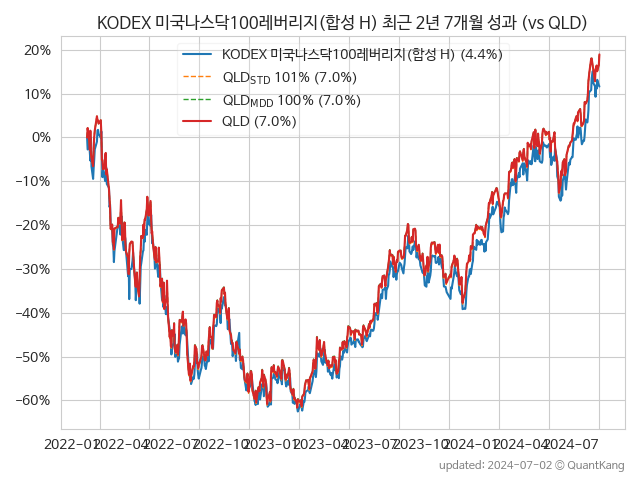 KODEX 미국나스닥100레버리지(합성 H) 최근 2년 7개월 성과 (vs QLD)
KODEX 미국나스닥100레버리지(합성 H) (4.4%)
QLD_STD 101% (7.0%)
QLD_MDD 100% (7.0%)
QLD (7.0%)
20%
10%
0%
−10%
−20%
−30%
−40%
−50%
−60%
2022-01 2022-04 2022-07 2022-10 2023-01 2023-04 2023-07 2023-10 2024-01 2024-04 2024-07
updated: 2024-07-02 © QuantKang